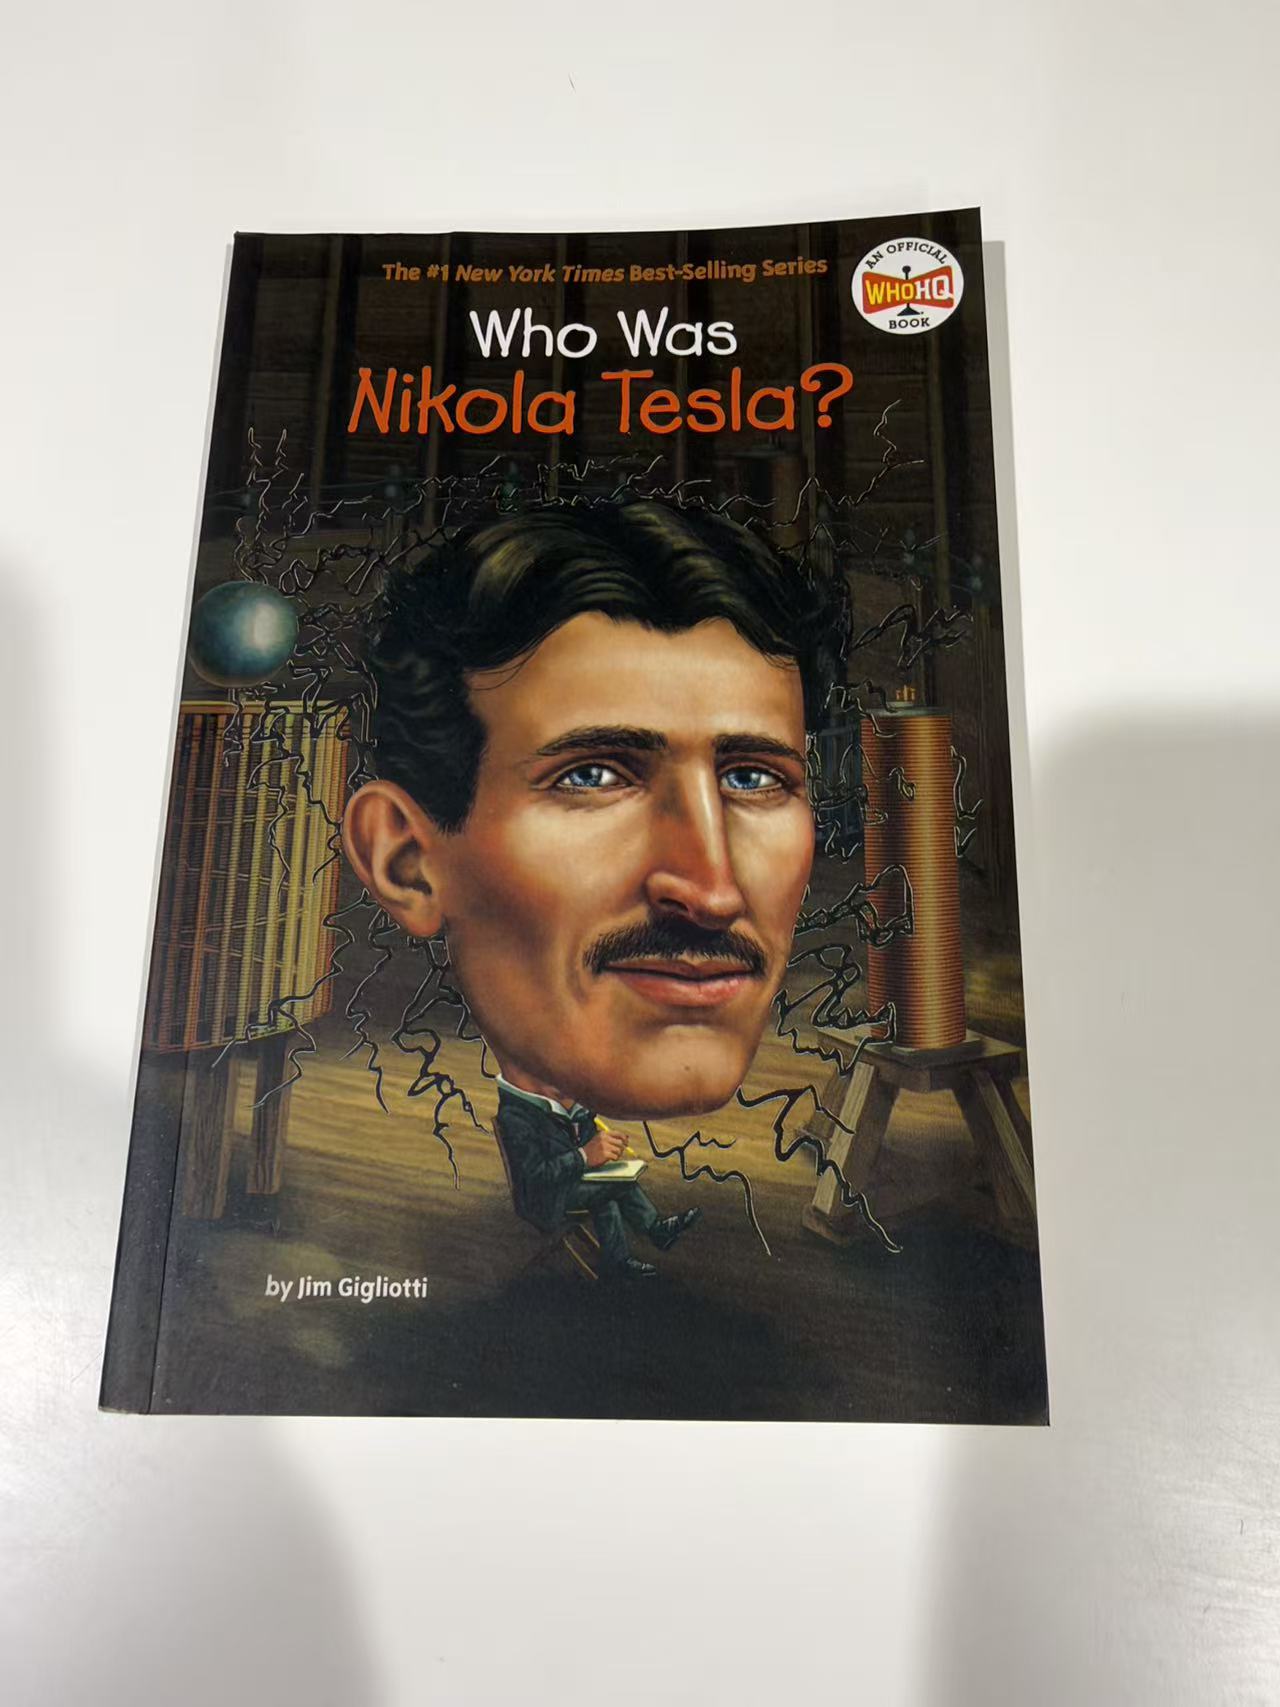 The #1 New York Times Best-Selling Series
AN OFFICIAL
WHOHQ
BOOK
Who Was
Nikola Tesla?
by Jim Gigliotti